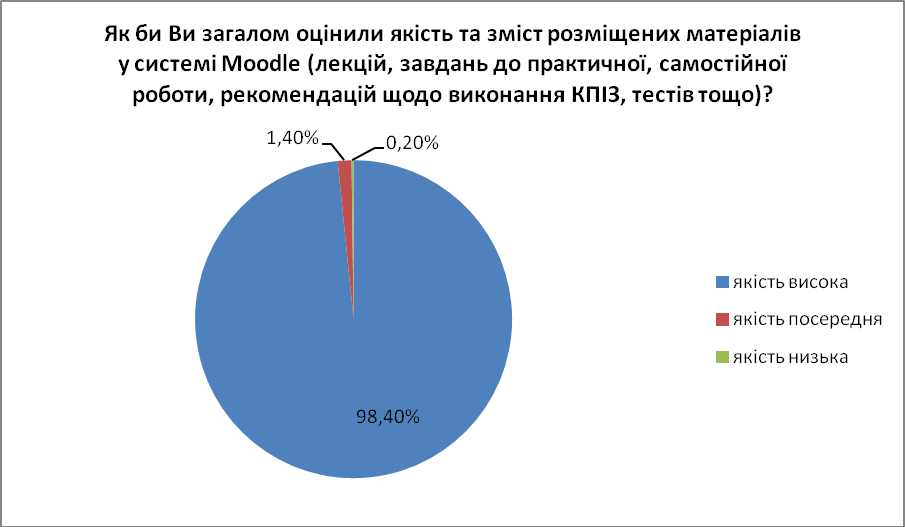 Як би Ви загалом оцінили якість та зміст розміщених матеріалів
у системі Moodle (лекцій, завдань до практичної, самостійної
роботи, рекомендацій щодо виконання КПІЗ, тестів тощо)?
1,40%
0,20%
якість висока
якість посередня
якість низька
98,40%